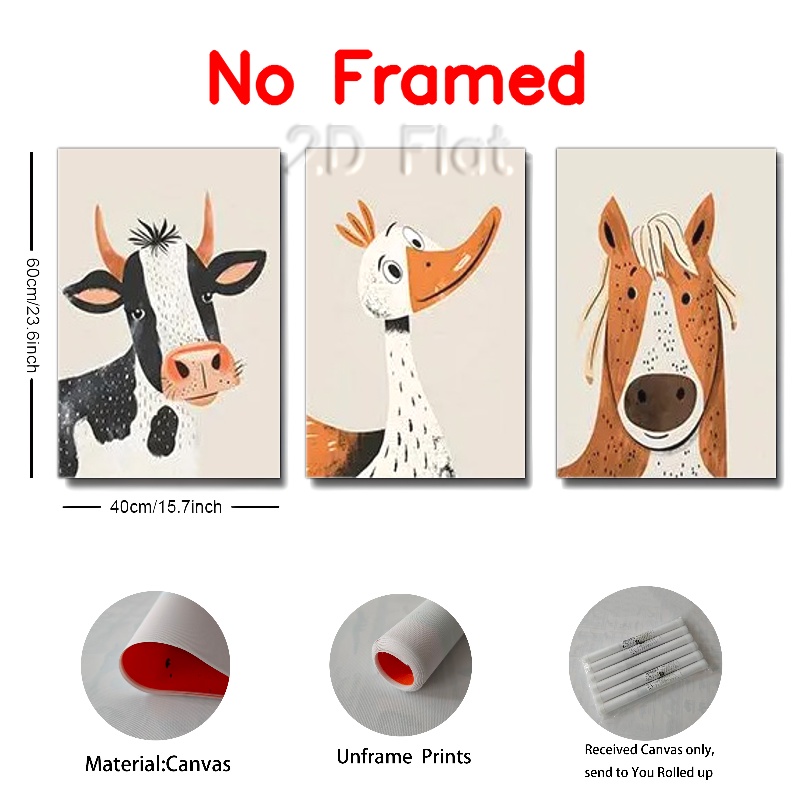 No Framed
2.D Flat.
60cm/23.6inch
40cm/15.7inch
Material:Canvas
Unframe Prints
Received Canvas only,
send to You Rolled up